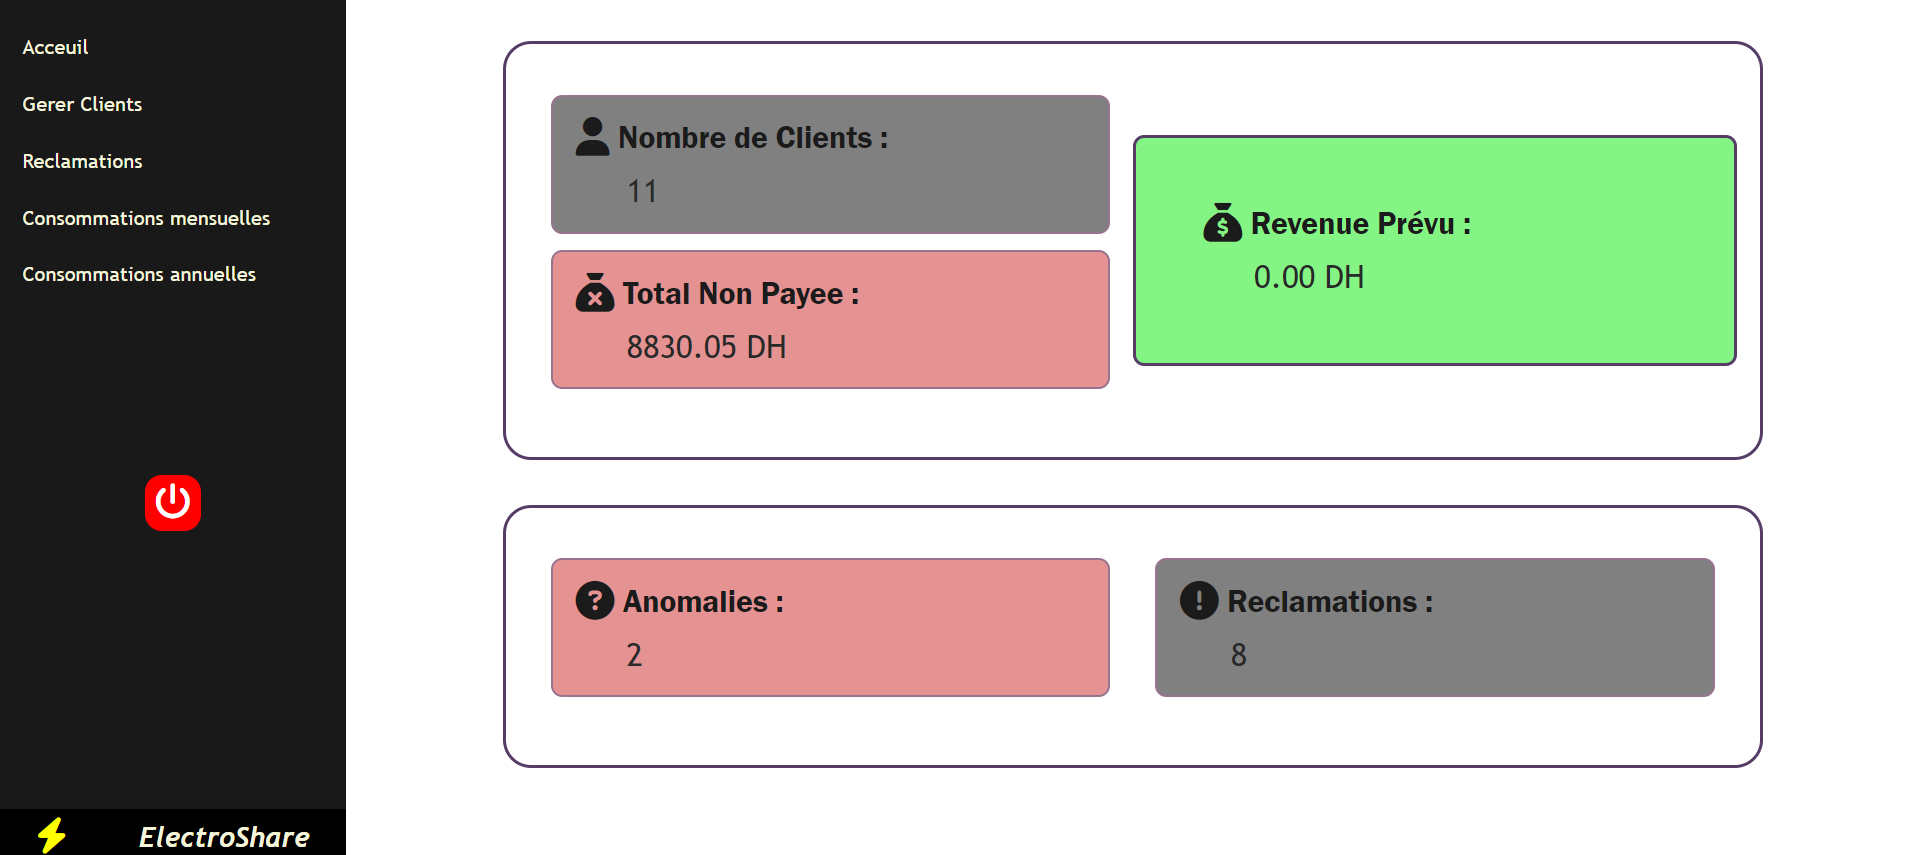 Acceuil
Gerer Clients
Reclamations
Consommations mensuelles
Consommations annuelles
ElectroShare
Nombre de Clients :
11
Total Non Payee :
8830.05 DH
Revenue Prévu :
0.00 DH
Anomalies :
2
Reclamations :
8